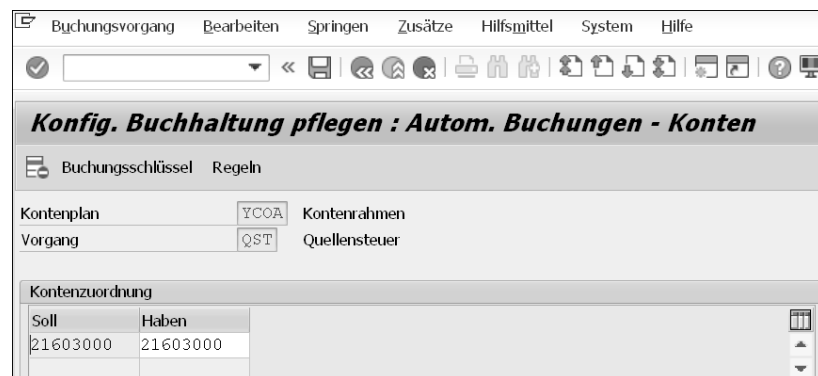 Buchungsvorgang Bearbeiten Springen Zusätze Hilfsmittel System Hilfe
Konfig. Buchhaltung pflegen : Autom. Buchungen - Konten
Buchungsschlüssel Regeln
Kontenplan YCOA Kontenrahmen
Vorgang QST Quellensteuer
Kontenzuordnung
Soll Haben
21603000 21603000